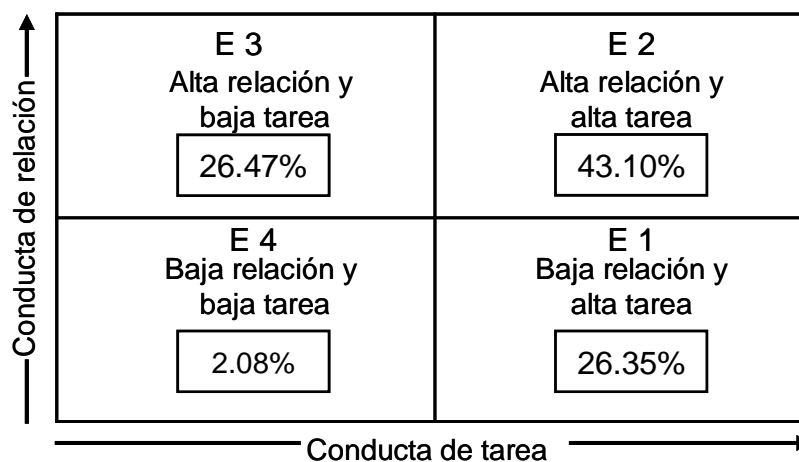 E 3
Alta relación y
baja tarea
26.47%
E 2
Alta relación y
alta tarea
43.10%
E 4
Baja relación y
baja tarea
2.08%
E 1
Baja relación y
alta tarea
26.35%
Conducta de relación
Conducta de tarea